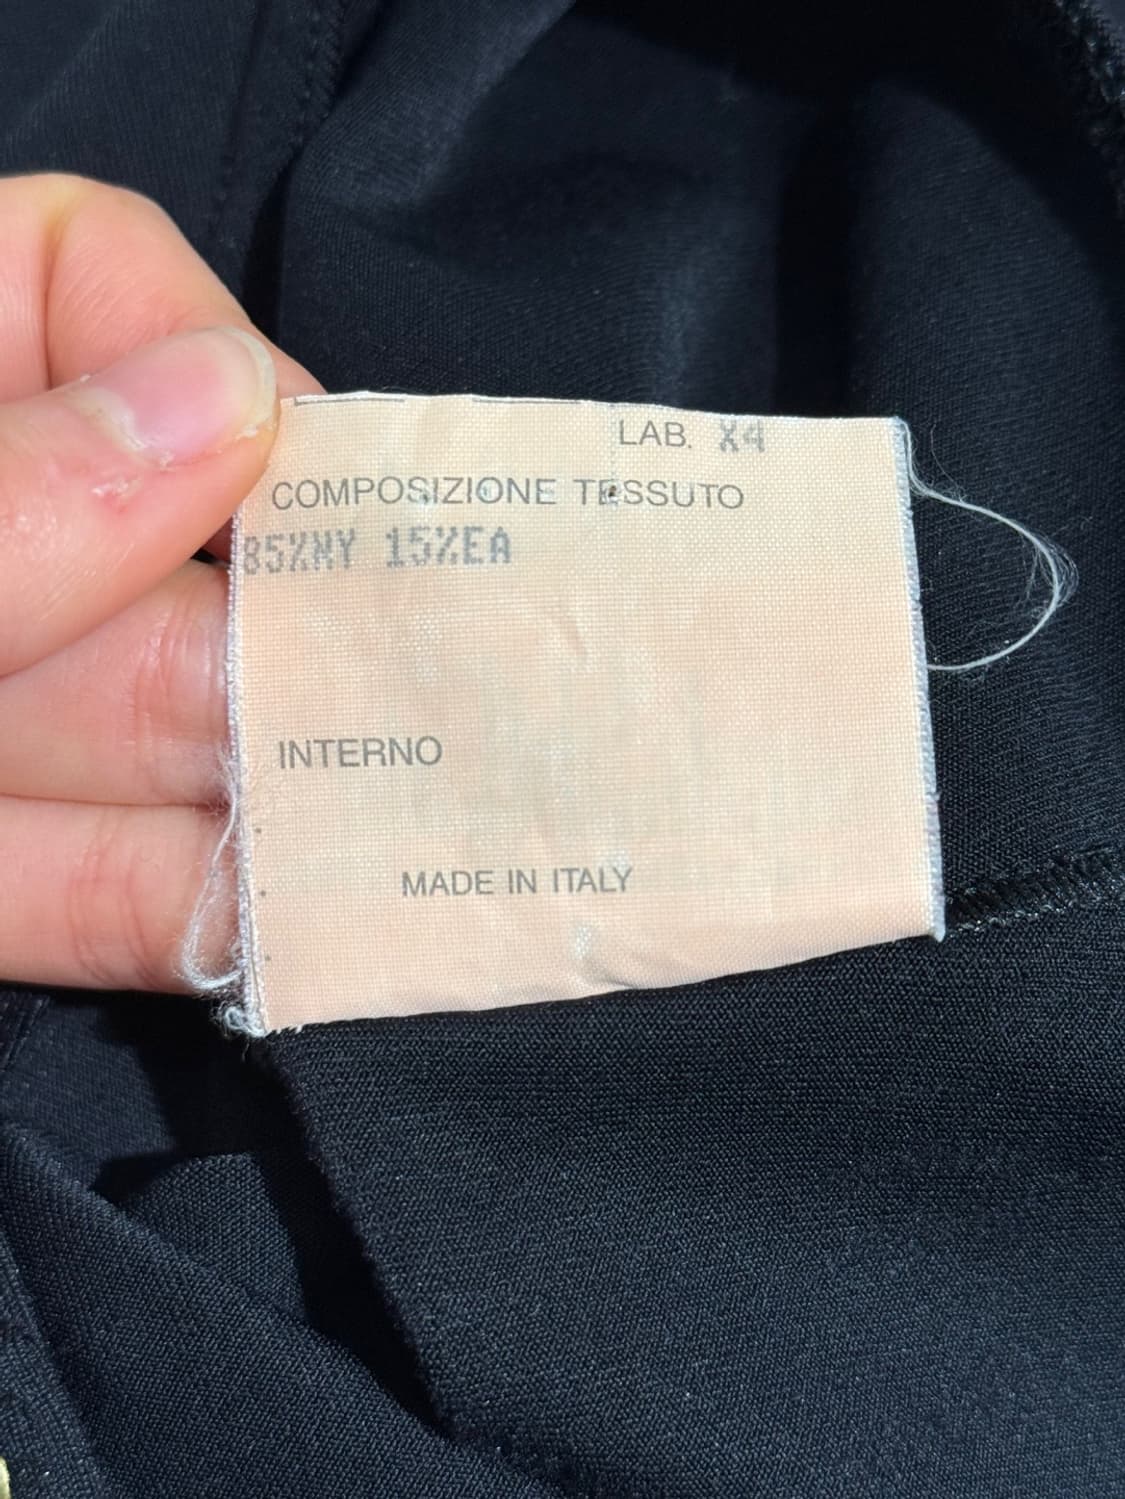 LAB. X4
COMPOSIZIONE TESSUTO
85%NY 15%EA
INTERNO
MADE IN ITALY